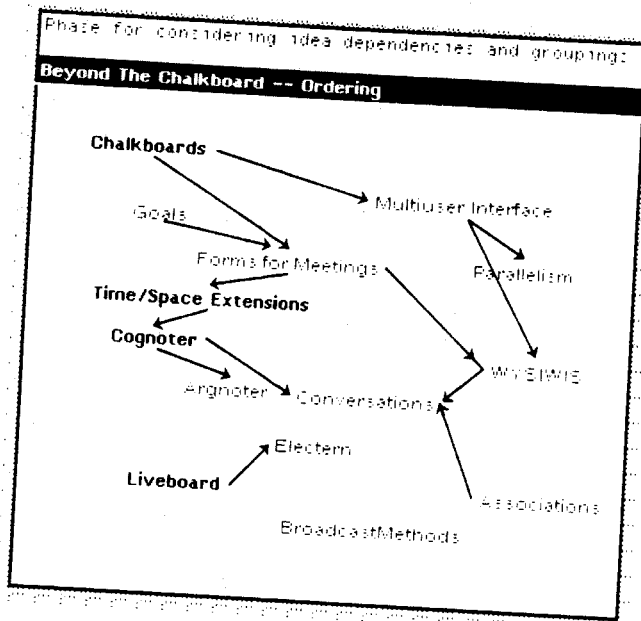 Phase for considering idea dependencies and groupings
Beyond The Chalkboard -- Ordering
Chalkboards
Multiuser Interface
Goals
Forms for Meetings
Parallelism
Time/Space Extensions
Cognoter
WYSIWIS
Argnoter
Conversations
Electern
Liveboard
Associations
BroadcastMethods